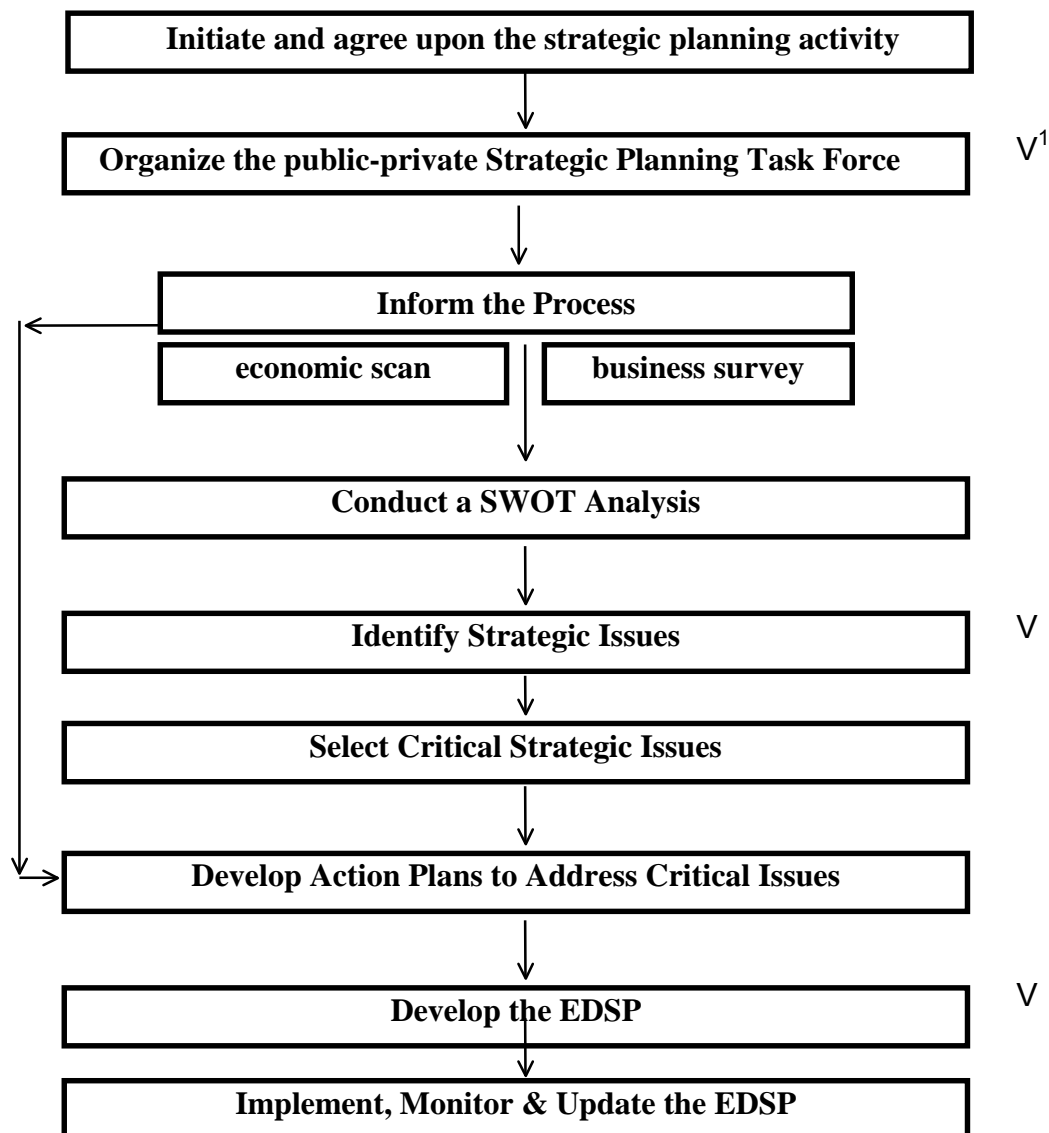 Initiate and agree upon the strategic planning activity
Organize the public-private Strategic Planning Task Force V¹
Inform the Process
economic scan business survey
Conduct a SWOT Analysis
Identify Strategic Issues V
Select Critical Strategic Issues
Develop Action Plans to Address Critical Issues
Develop the EDSP V
Implement, Monitor & Update the EDSP